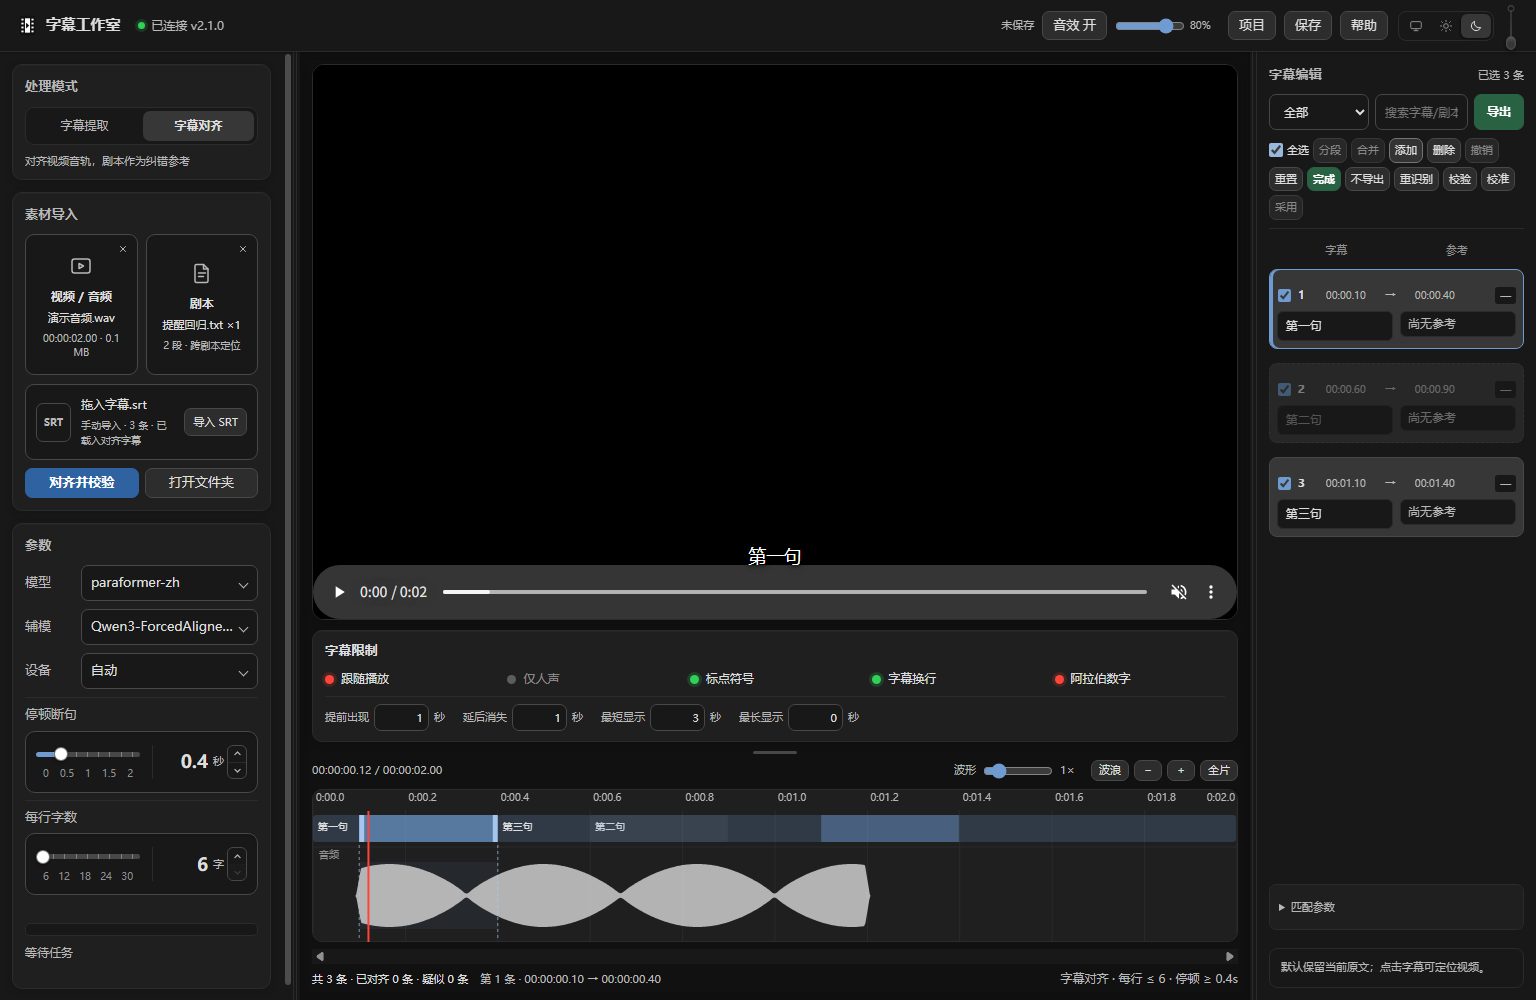 字幕工作室
已连接 v2.1.0
未保存
音效 开
80%
项目
保存
帮助
处理模式
字幕提取
字幕对齐
对齐视频音轨，剧本作为纠错参考
素材导入
×
视频 / 音频
演示音频.wav
00:00:02.00 · 0.1
MB
×
剧本
提醒回归.txt ×1
2 段 · 跨剧本定位
SRT
拖入字幕.srt
手动导入 · 3 条 · 已
载入对齐字幕
导入 SRT
对齐并校验
打开文件夹
参数
模型
paraformer-zh
辅模
Qwen3-ForcedAligne...
设备
自动
停顿断句
0 0.5 1 1.5 2
0.4 秒
每行字数
6 12 18 24 30
6 字
等待任务
第一句
0:00 / 0:02
字幕限制
跟随播放
仅人声
标点符号
字幕换行
阿拉伯数字
提前出现 1 秒
延后消失 1 秒
最短显示 3 秒
最长显示 0 秒
00:00:00.12 / 00:00:02.00
波形
1×
波浪
−
+
全片
0:00.0 0:00.2 0:00.4 0:00.6 0:00.8 0:01.0 0:01.2 0:01.4 0:01.6 0:01.8 0:02.0
第一句 第三句 第二句
音频
共 3 条 · 已对齐 0 条 · 疑似 0 条 第 1 条 · 00:00:00.10 → 00:00:00.40
字幕对齐 · 每行 ≤ 6 · 停顿 ≥ 0.4s
字幕编辑
已选 3 条
全部
搜索字幕/剧本
导出
全选 分段 合并 添加 删除 撤销
重置 完成 不导出 重识别 校验 校准
采用
字幕 参考
1 00:00.10 → 00:00.40 —
第一句 尚无参考
2 00:00.60 → 00:00.90 —
第二句 尚无参考
3 00:01.10 → 00:01.40 —
第三句 尚无参考
匹配参数
默认保留当前原文；点击字幕可定位视频。